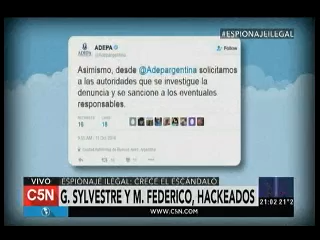 #ESPIONAJEILEGAL
ADEPA
Follow
Asimismo, desde @Adepargentina solicitamos
a las autoridades que se investigue la
denuncia y se sancione a los eventuales
responsables.
VIVO
ESPIONAJE ILEGAL: CRECE EL ESCÁNDALO
C5N
G. SYLVESTRE Y M. FEDERICO, HACKEADOS
WWW.C5N.COM
21:02 21°2